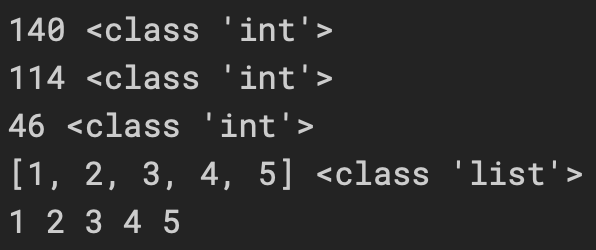 140 <class 'int'>
114 <class 'int'>
46 <class 'int'>
[1, 2, 3, 4, 5] <class 'list'>
1 2 3 4 5